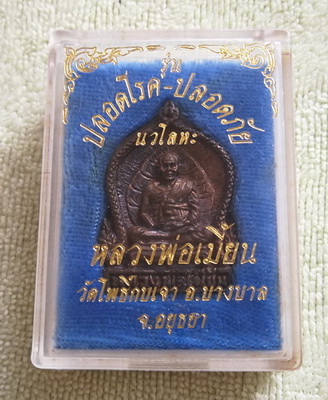 รุ่น
ปลอดโรค-ปลอดภัย
นวโลหะ
หลวงพ่อเมี้ยน
วัดโพธิ์กบเจา อ.บางบาล
จ.อยุธยา